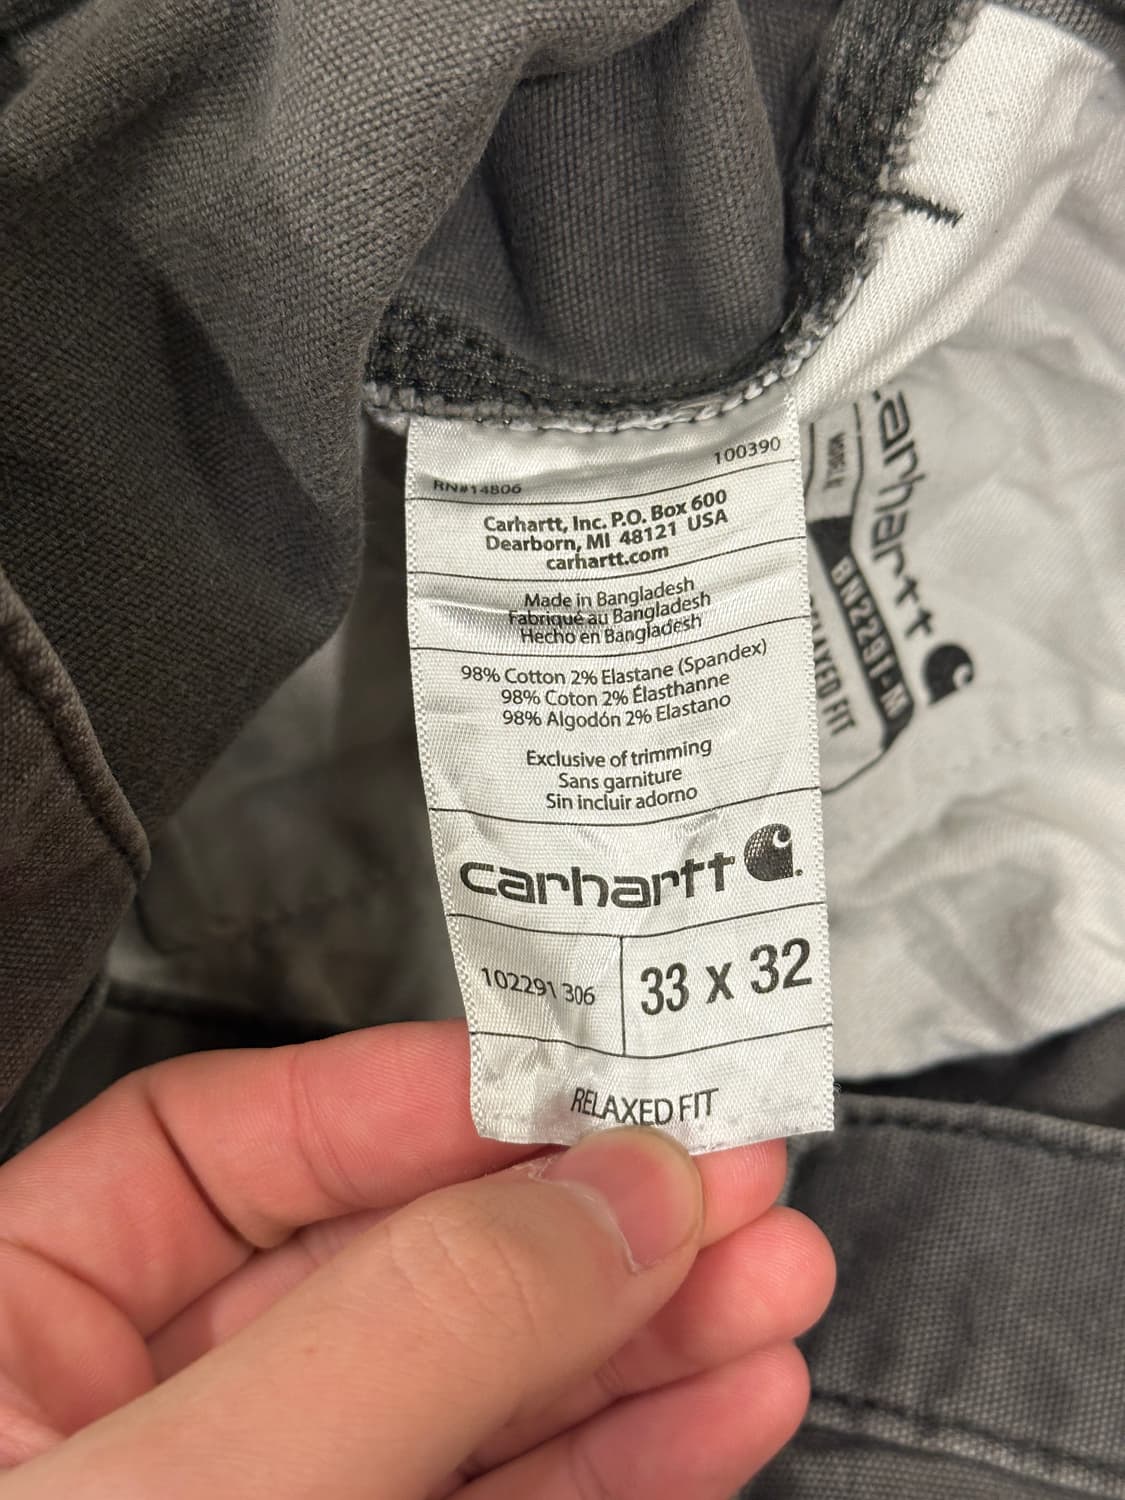 100390
RN#14806
Carhartt, Inc. P.O. Box 600
Dearborn, MI 48121 USA
carhartt.com
Made in Bangladesh
Fabriqué au Bangladesh
Hecho en Bangladesh
98% Cotton 2% Elastane (Spandex)
98% Coton 2% Élasthanne
98% Algodón 2% Elastano
Exclusive of trimming
Sans garniture
Sin incluir adorno
carhartt
102291 306
33 x 32
RELAXED FIT
carhartt
BN2291-M
RELAXED FIT